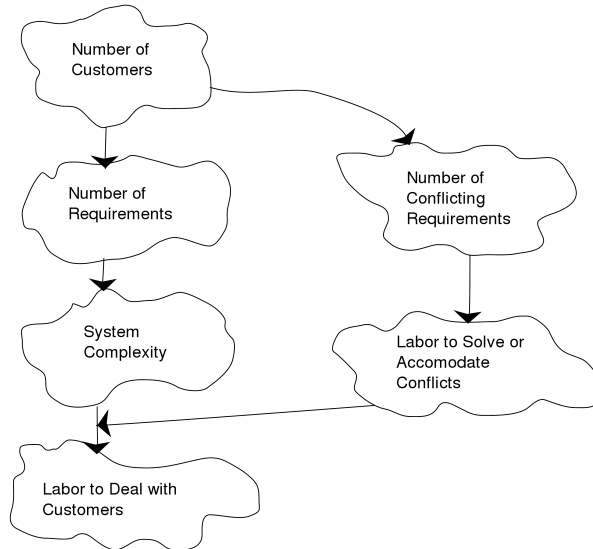 Number of
Customers
Number of
Requirements
Number of
Conflicting
Requirements
System
Complexity
Labor to Solve or
Accomodate
Conflicts
Labor to Deal with
Customers